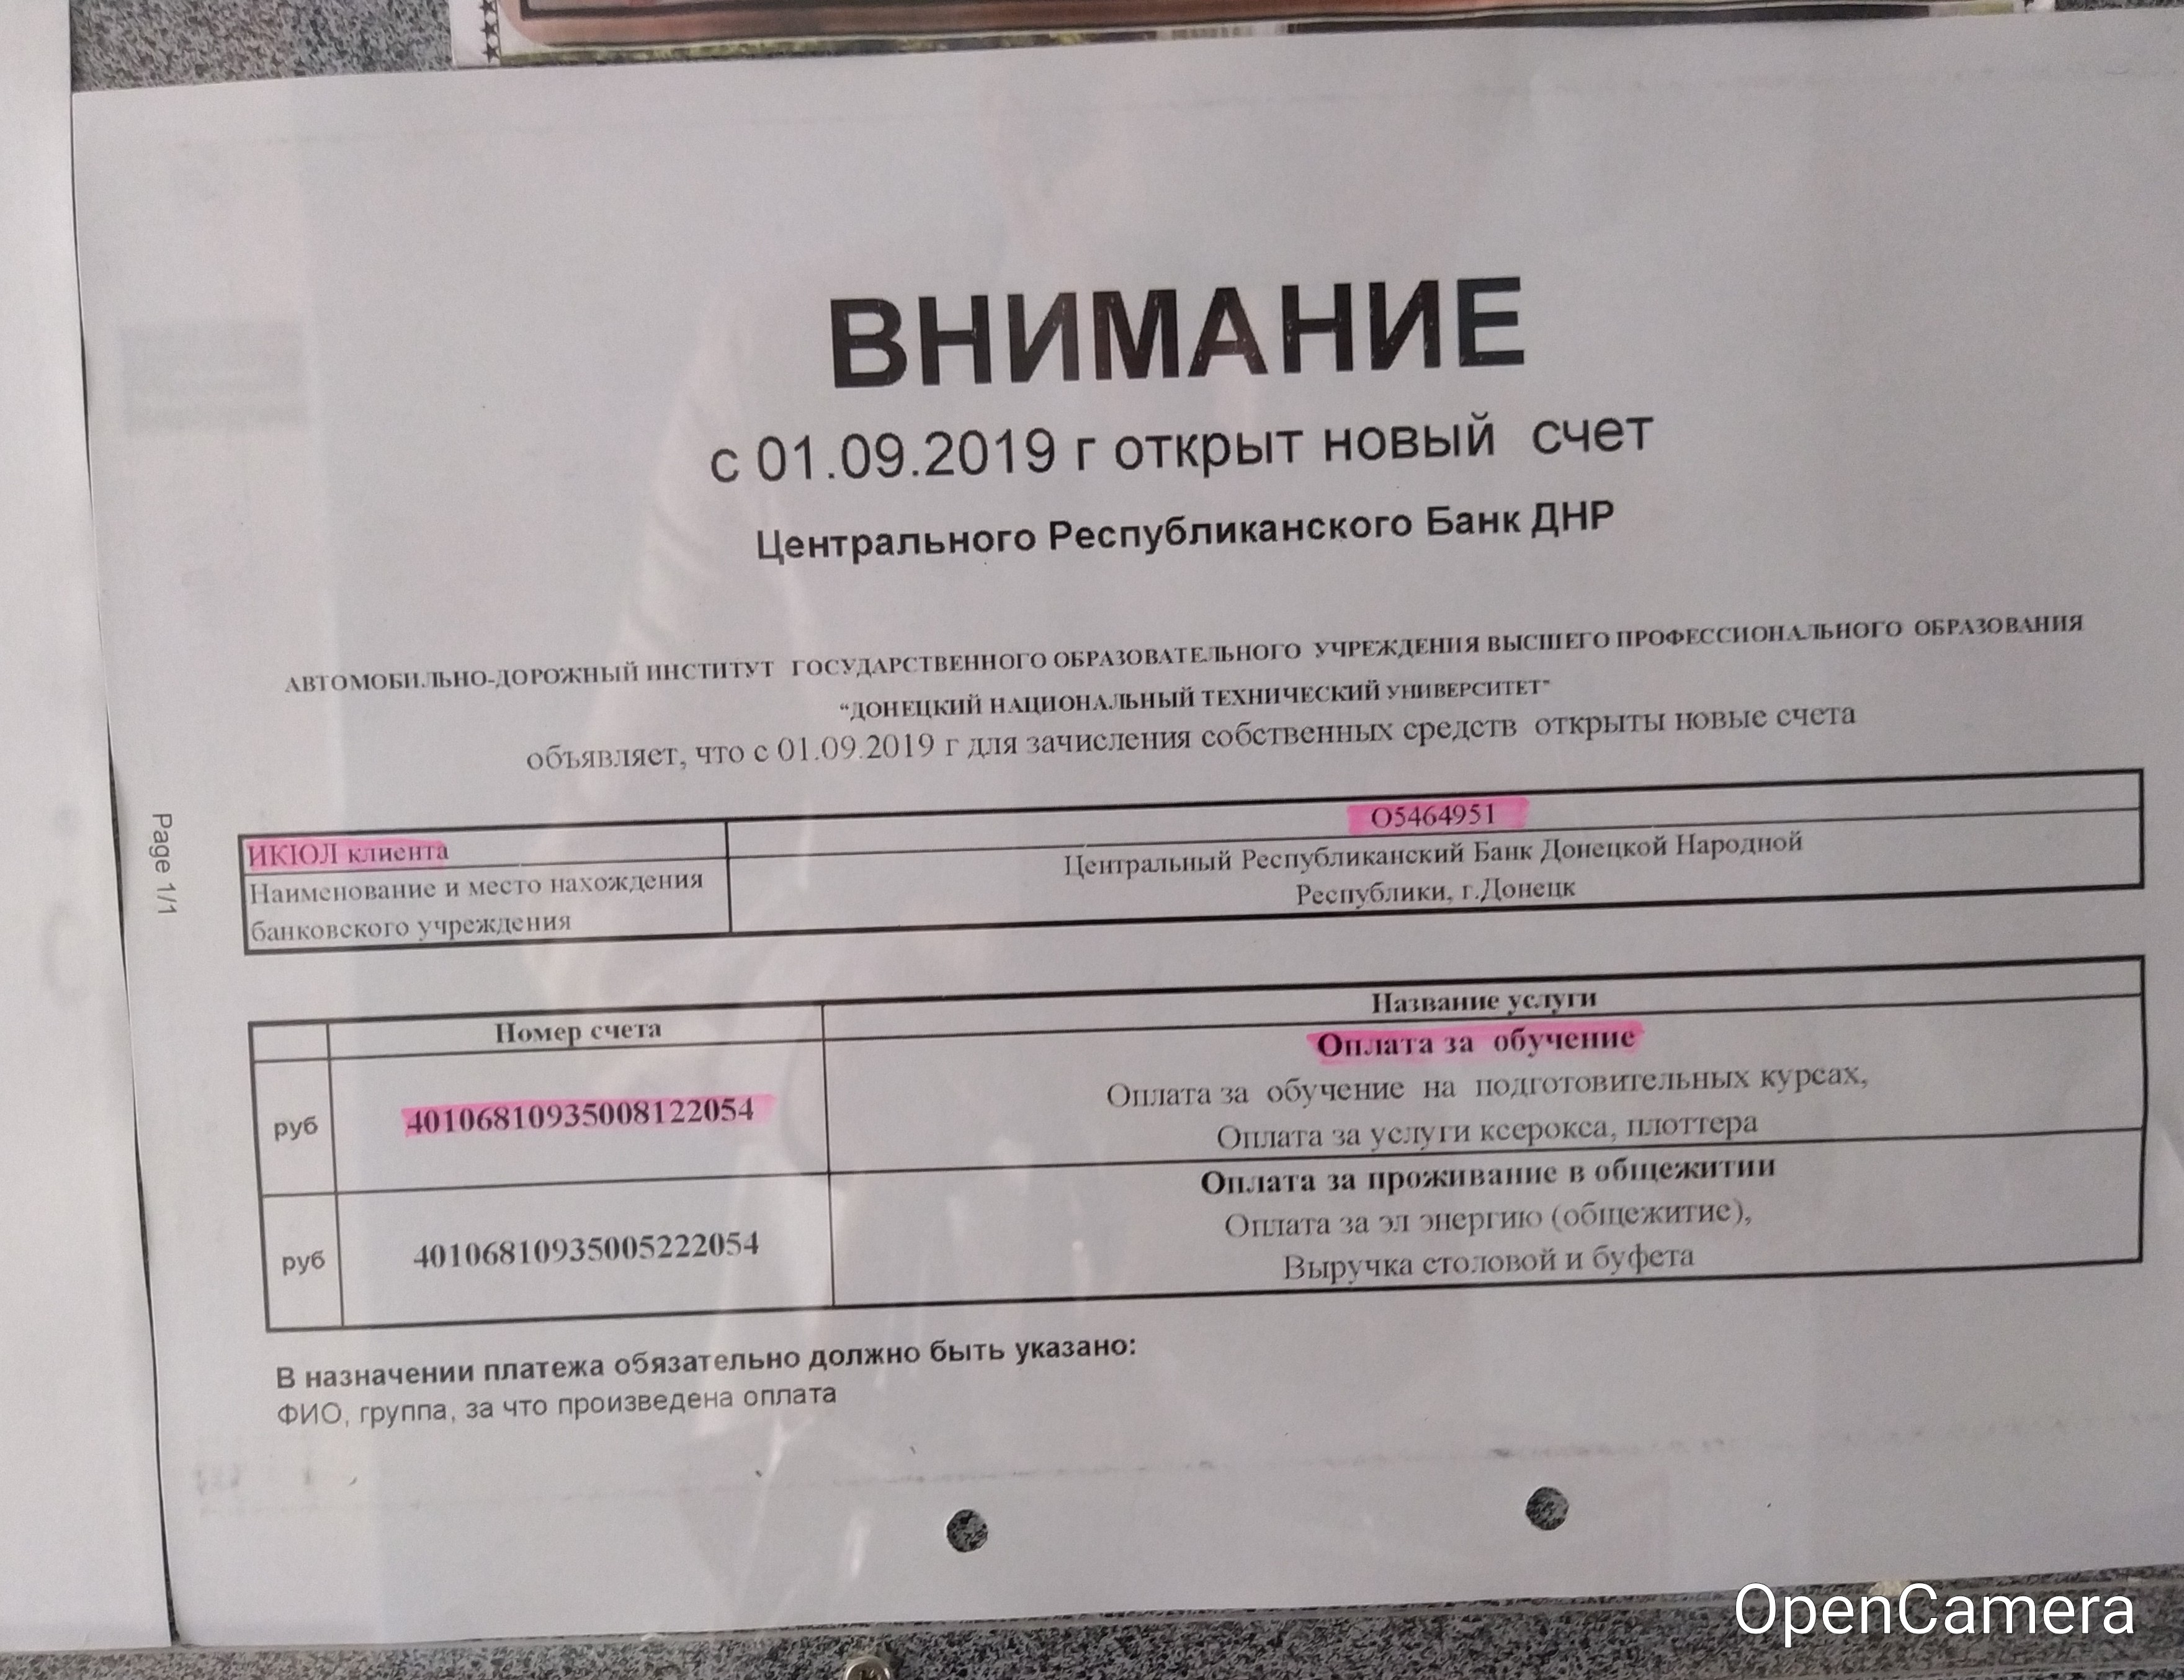 ВНИМАНИЕ
с 01.09.2019 г открыт новый счет
Центрального Республиканского Банк ДНР
АВТОМОБИЛЬНО-ДОРОЖНЫЙ ИНСТИТУТ ГОСУДАРСТВЕННОГО ОБРАЗОВАТЕЛЬНОГО УЧРЕЖДЕНИЯ ВЫСШЕГО ПРОФЕССИОНАЛЬНОГО ОБРАЗОВАНИЯ
“ДОНЕЦКИЙ НАЦИОНАЛЬНЫЙ ТЕХНИЧЕСКИЙ УНИВЕРСИТЕТ”
объявляет, что с 01.09.2019 г для зачисления собственных средств открыты новые счета
Page 1/1
ИКЮЛ клиента
О5464951
Наименование и место нахождения
банковского учреждения
Центральный Республиканский Банк Донецкой Народной
Республики, г.Донецк
Номер счета
Название услуги
руб
40106810935008122054
Оплата за обучение
Оплата за обучение на подготовительных курсах,
Оплата за услуги ксерокса, плоттера
руб
40106810935005222054
Оплата за проживание в общежитии
Оплата за эл энергию (общежитие),
Выручка столовой и буфета
В назначении платежа обязательно должно быть указано:
ФИО, группа, за что произведена оплата
OpenCamera